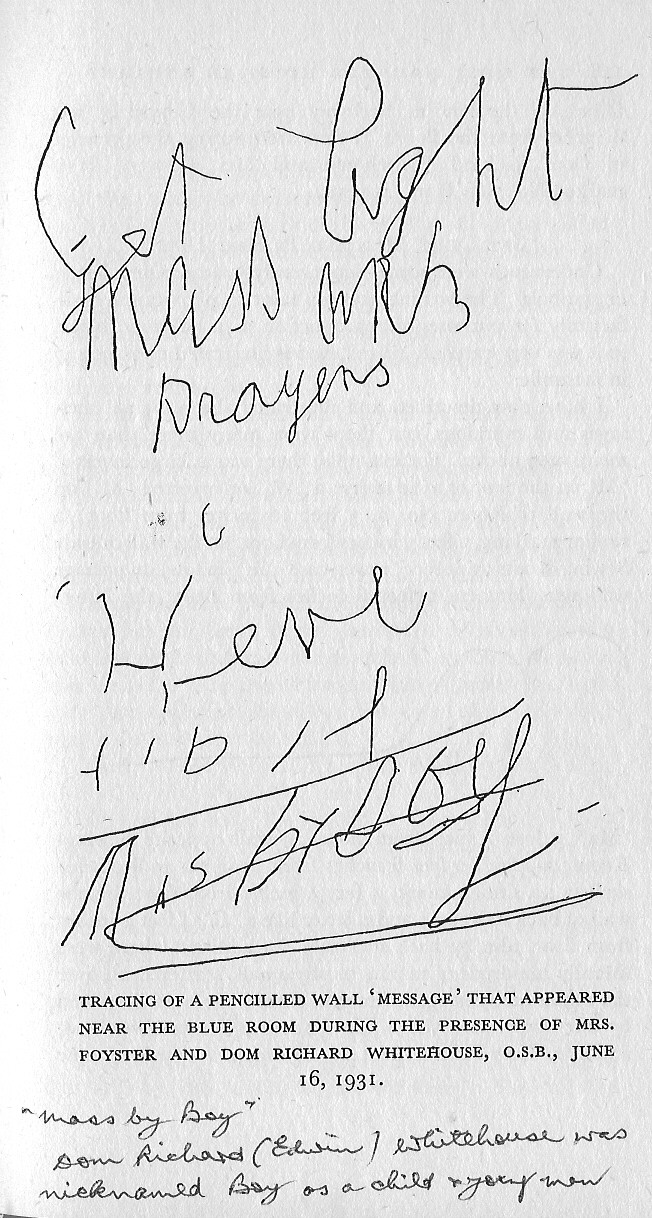 Get light
mass and
prayers
Here
Mas by Boy
TRACING OF A PENCILLED WALL ‘MESSAGE’ THAT APPEARED
NEAR THE BLUE ROOM DURING THE PRESENCE OF MRS.
FOYSTER AND DOM RICHARD WHITEHOUSE, O.S.B., JUNE
16, 1931.
"mass by Boy"
Dom Richard (Edwin) Whitehouse was
nicknamed Boy as a child & young man